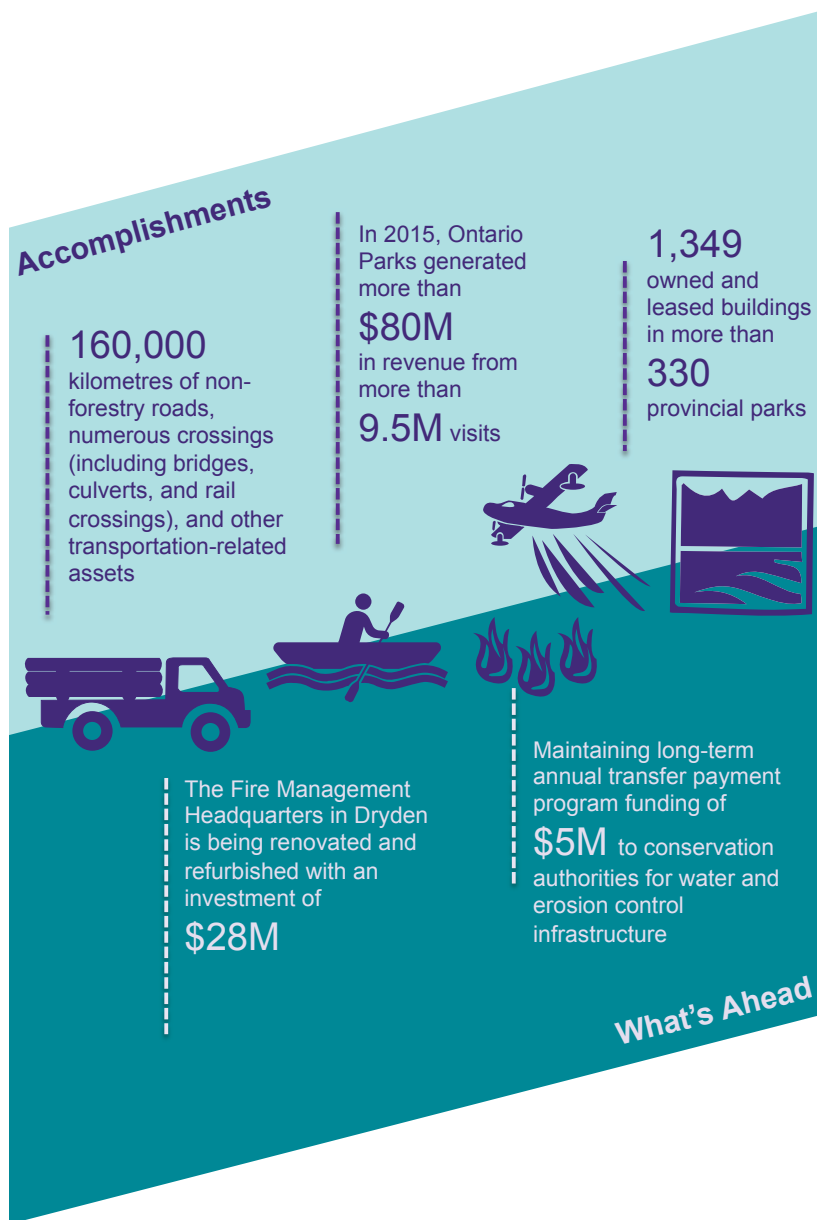 Accomplishments
160,000
kilometres of non-
forestry roads,
numerous crossings
(including bridges,
culverts, and rail
crossings), and other
transportation-related
assets
In 2015, Ontario
Parks generated
more than
$80M
in revenue from
more than
9.5M visits
1,349
owned and
leased buildings
in more than
330
provincial parks
The Fire Management
Headquarters in Dryden
is being renovated and
refurbished with an
investment of
$28M
Maintaining long-term
annual transfer payment
program funding of
$5M to conservation
authorities for water and
erosion control
infrastructure
What's Ahead